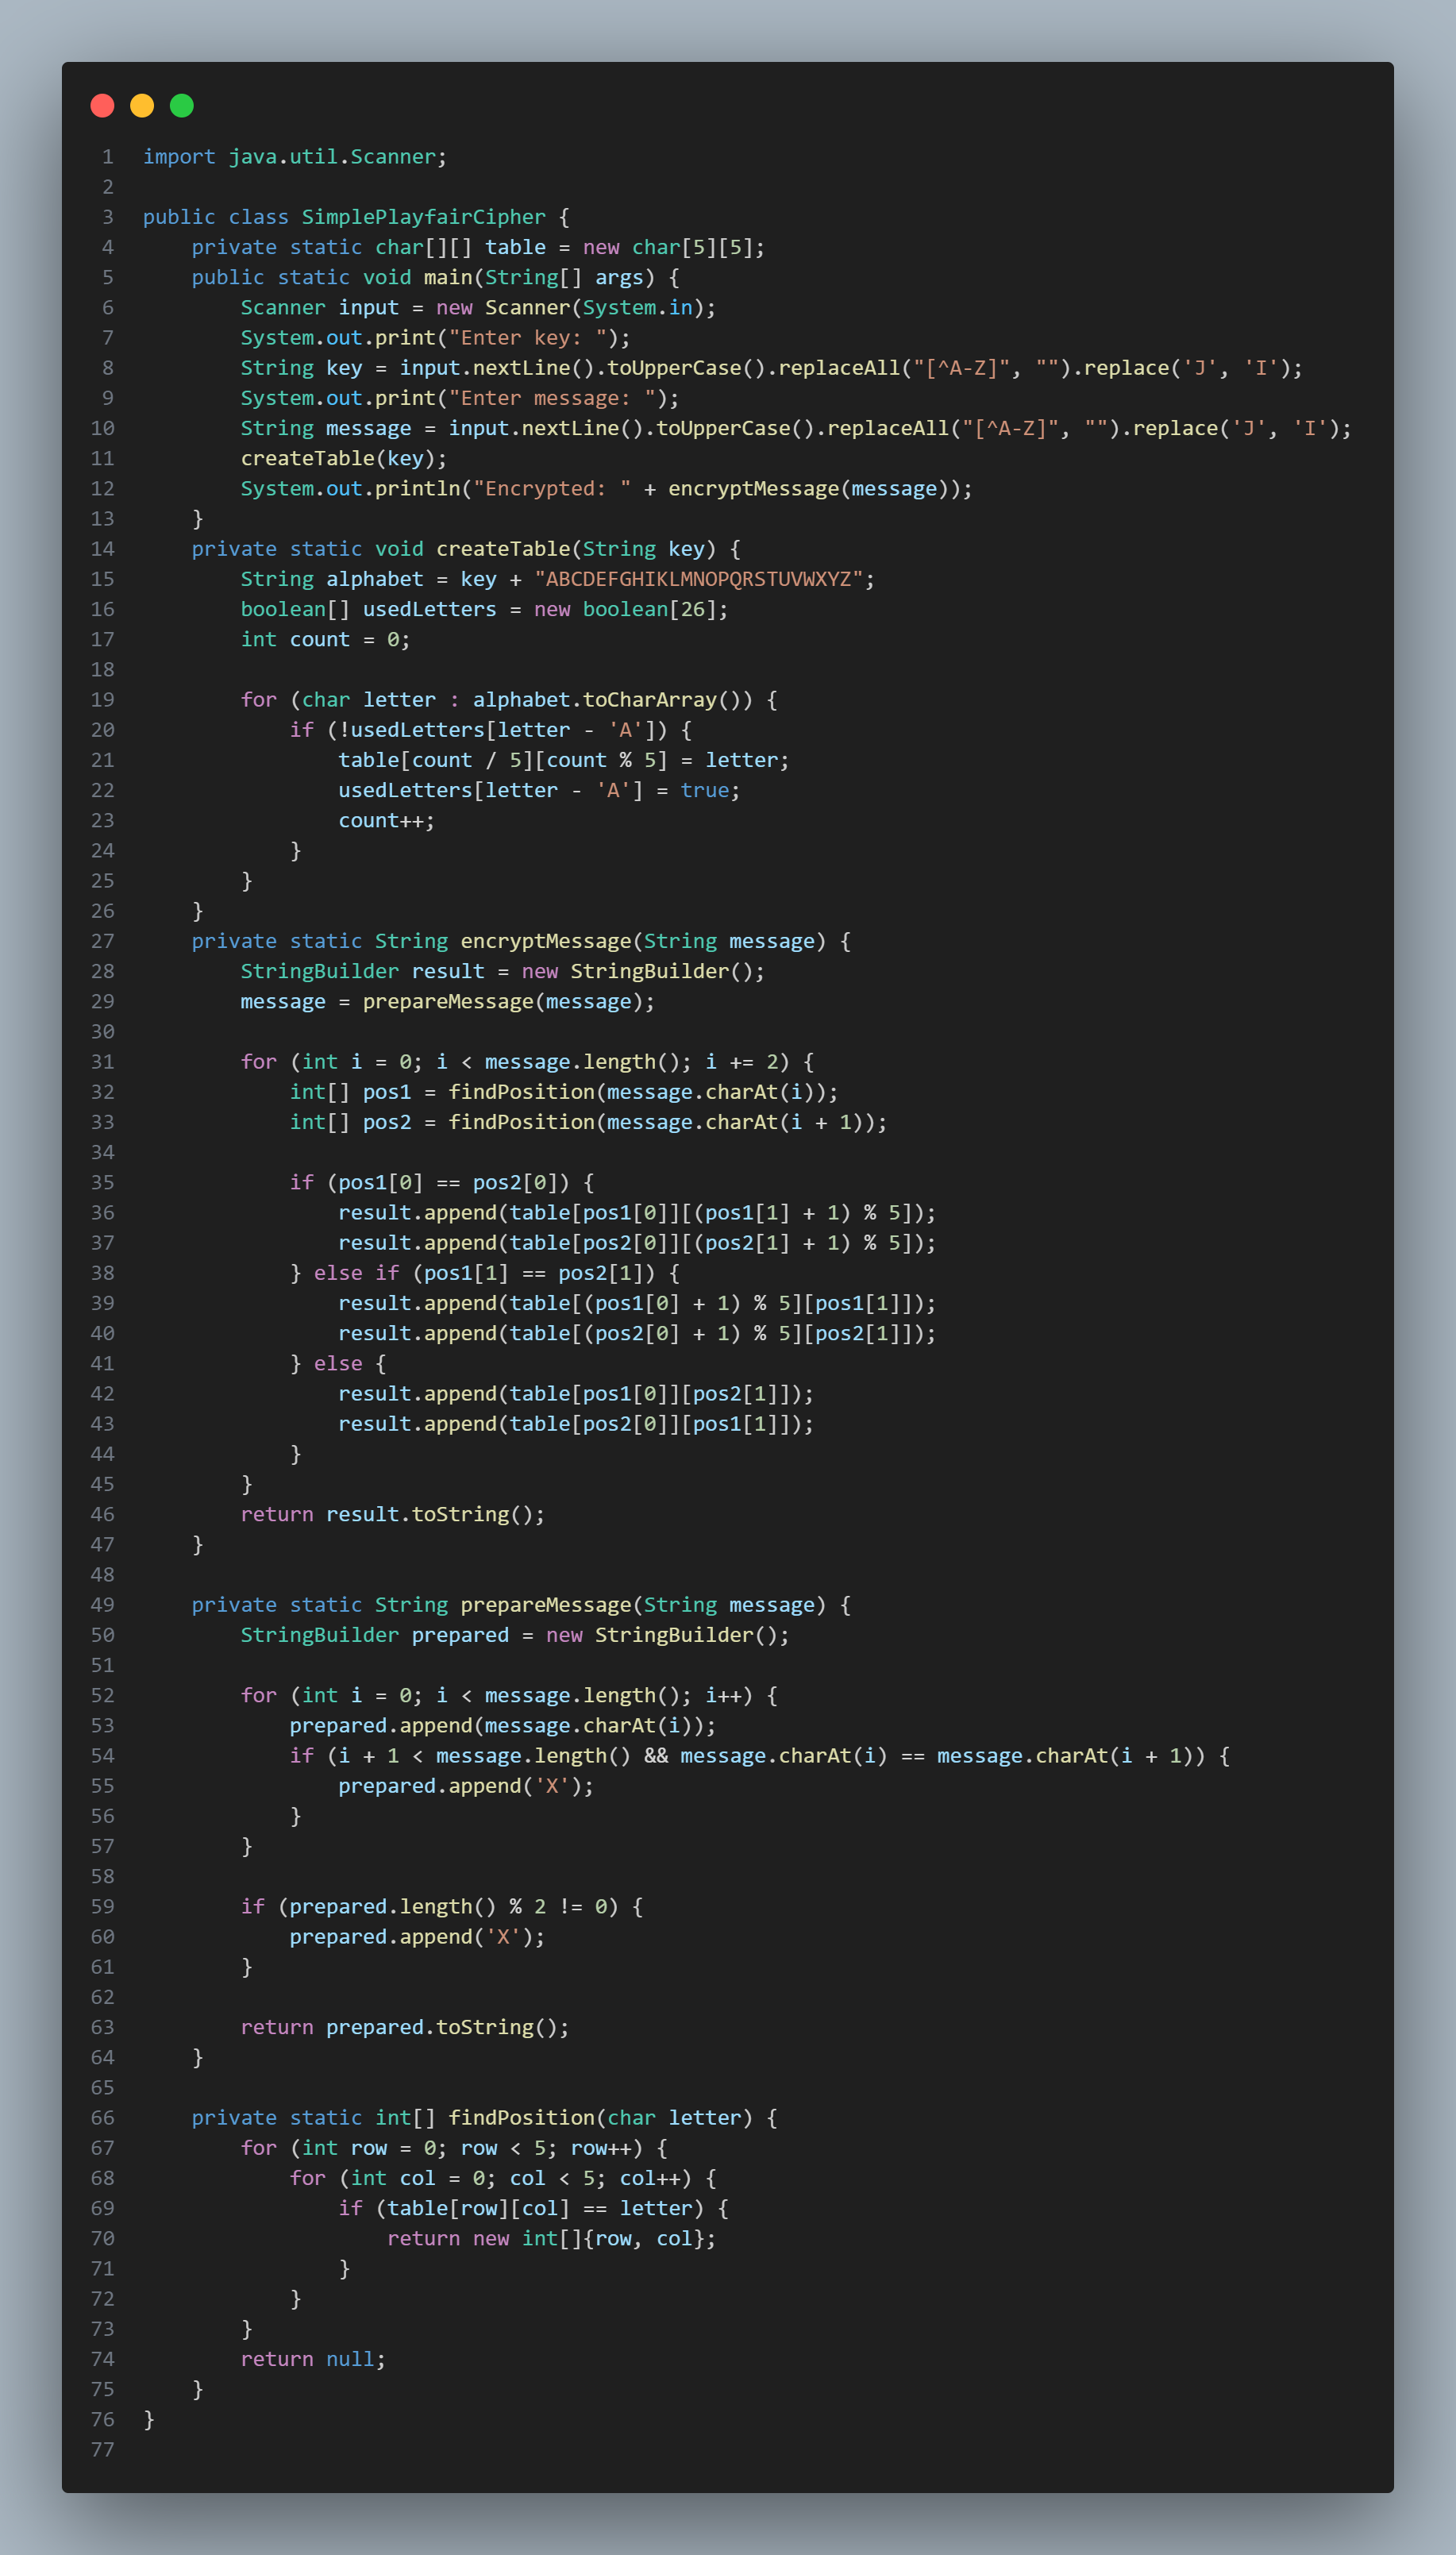 1 import java.util.Scanner;
2
3 public class SimplePlayfairCipher {
4     private static char[][] table = new char[5][5];
5     public static void main(String[] args) {
6         Scanner input = new Scanner(System.in);
7         System.out.print("Enter key: ");
8         String key = input.nextLine().toUpperCase().replaceAll("[^A-Z]", "").replace('J', 'I');
9         System.out.print("Enter message: ");
10         String message = input.nextLine().toUpperCase().replaceAll("[^A-Z]", "").replace('J', 'I');
11         createTable(key);
12         System.out.println("Encrypted: " + encryptMessage(message));
13     }
14     private static void createTable(String key) {
15         String alphabet = key + "ABCDEFGHIKLMNOPQRSTUVWXYZ";
16         boolean[] usedLetters = new boolean[26];
17         int count = 0;
18
19         for (char letter : alphabet.toCharArray()) {
20             if (!usedLetters[letter - 'A']) {
21                 table[count / 5][count % 5] = letter;
22                 usedLetters[letter - 'A'] = true;
23                 count++;
24             }
25         }
26     }
27     private static String encryptMessage(String message) {
28         StringBuilder result = new StringBuilder();
29         message = prepareMessage(message);
30
31         for (int i = 0; i < message.length(); i += 2) {
32             int[] pos1 = findPosition(message.charAt(i));
33             int[] pos2 = findPosition(message.charAt(i + 1));
34
35             if (pos1[0] == pos2[0]) {
36                 result.append(table[pos1[0]][(pos1[1] + 1) % 5]);
37                 result.append(table[pos2[0]][(pos2[1] + 1) % 5]);
38             } else if (pos1[1] == pos2[1]) {
39                 result.append(table[(pos1[0] + 1) % 5][pos1[1]]);
40                 result.append(table[(pos2[0] + 1) % 5][pos2[1]]);
41             } else {
42                 result.append(table[pos1[0]][pos2[1]]);
43                 result.append(table[pos2[0]][pos1[1]]);
44             }
45         }
46         return result.toString();
47     }
48
49     private static String prepareMessage(String message) {
50         StringBuilder prepared = new StringBuilder();
51
52         for (int i = 0; i < message.length(); i++) {
53             prepared.append(message.charAt(i));
54             if (i + 1 < message.length() && message.charAt(i) == message.charAt(i + 1)) {
55                 prepared.append('X');
56             }
57         }
58
59         if (prepared.length() % 2 != 0) {
60             prepared.append('X');
61         }
62
63         return prepared.toString();
64     }
65
66     private static int[] findPosition(char letter) {
67         for (int row = 0; row < 5; row++) {
68             for (int col = 0; col < 5; col++) {
69                 if (table[row][col] == letter) {
70                     return new int[]{row, col};
71                 }
72             }
73         }
74         return null;
75     }
76 }
77